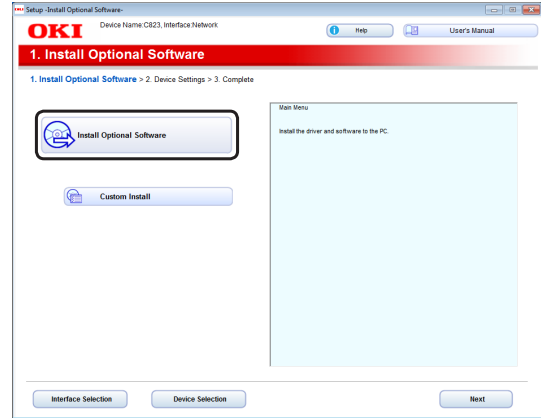 Setup -Install Optional Software-
OKI
Device Name:C823, Interface:Network
Help
User's Manual
1. Install Optional Software
1. Install Optional Software > 2. Device Settings > 3. Complete
Install Optional Software
Custom Install
Main Menu
Install the driver and software to the PC.
Interface Selection
Device Selection
Next